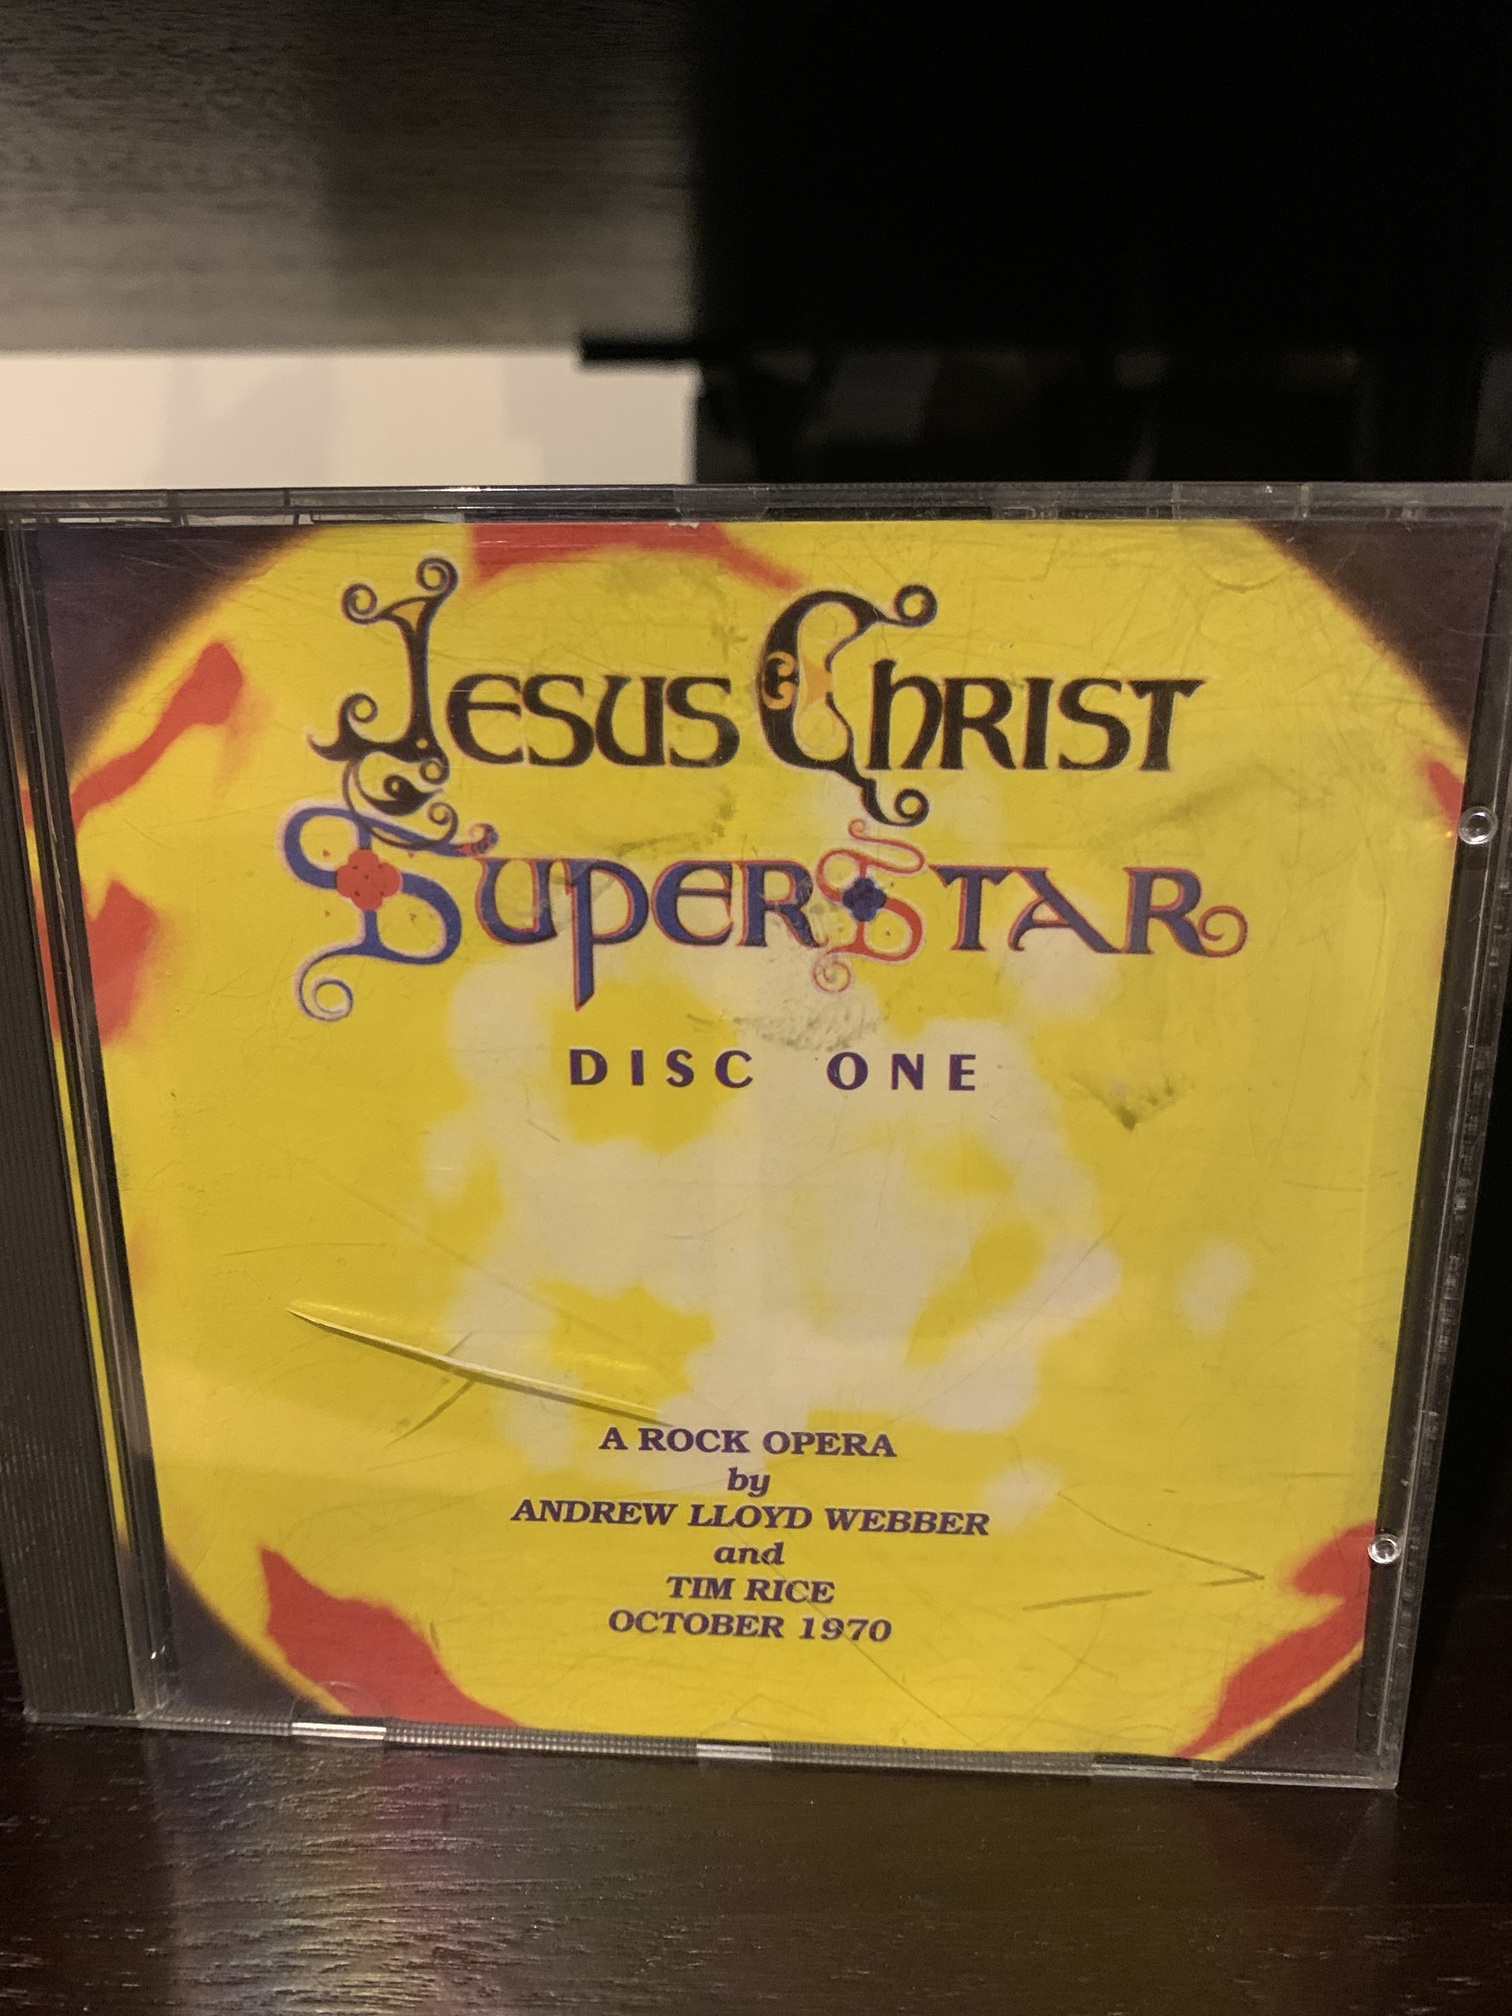 Jesus Christ
SuperStar
DISC ONE
A ROCK OPERA
by
ANDREW LLOYD WEBBER
and
TIM RICE
OCTOBER 1970